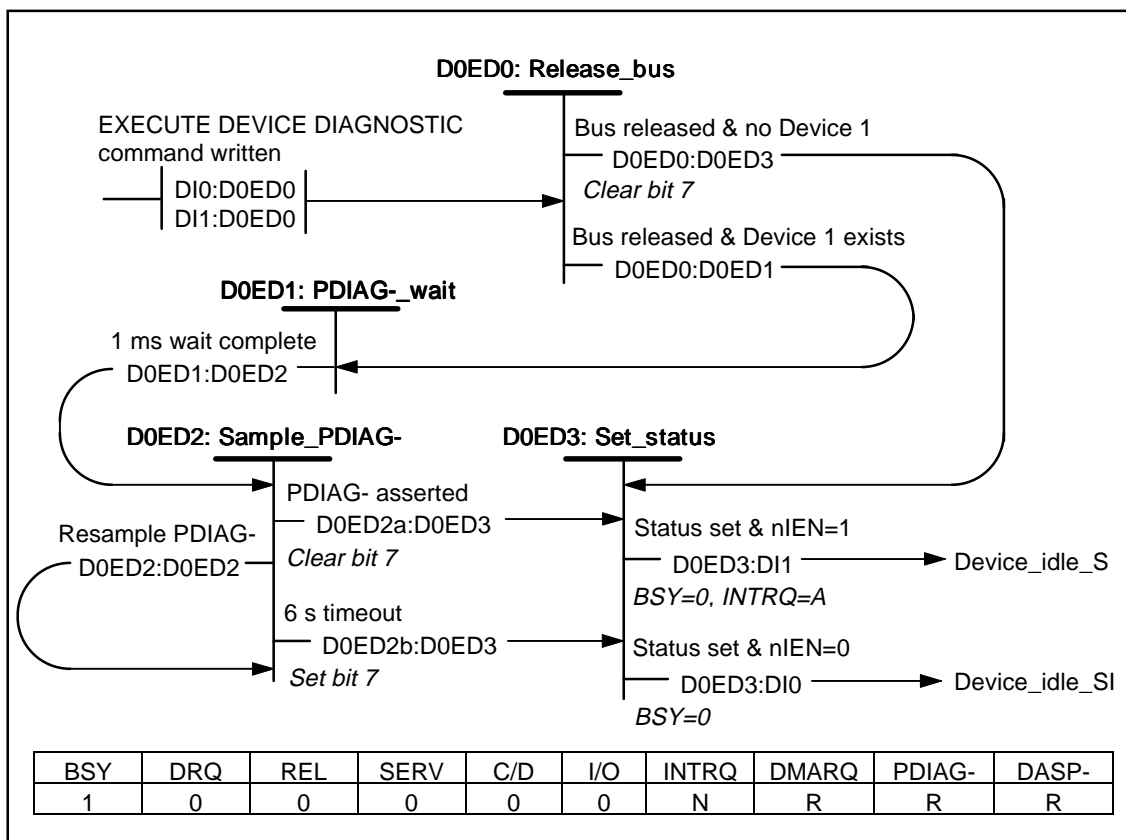 D0ED0: Release_bus
EXECUTE DEVICE DIAGNOSTIC
command written
DI0:D0ED0
DI1:D0ED0
Bus released & no Device 1
D0ED0:D0ED3
Clear bit 7
Bus released & Device 1 exists
D0ED0:D0ED1
D0ED1: PDIAG-_wait
1 ms wait complete
D0ED1:D0ED2
D0ED2: Sample_PDIAG-
PDIAG- asserted
D0ED2a:D0ED3
Clear bit 7
Resample PDIAG-
D0ED2:D0ED2
6 s timeout
D0ED2b:D0ED3
Set bit 7
D0ED3: Set_status
Status set & nIEN=1
D0ED3:DI1
Device_idle_S
BSY=0, INTRQ=A
Status set & nIEN=0
D0ED3:DI0
Device_idle_SI
BSY=0
BSY DRQ REL SERV C/D I/O INTRQ DMARQ PDIAG- DASP-
1 0 0 0 0 0 N R R R